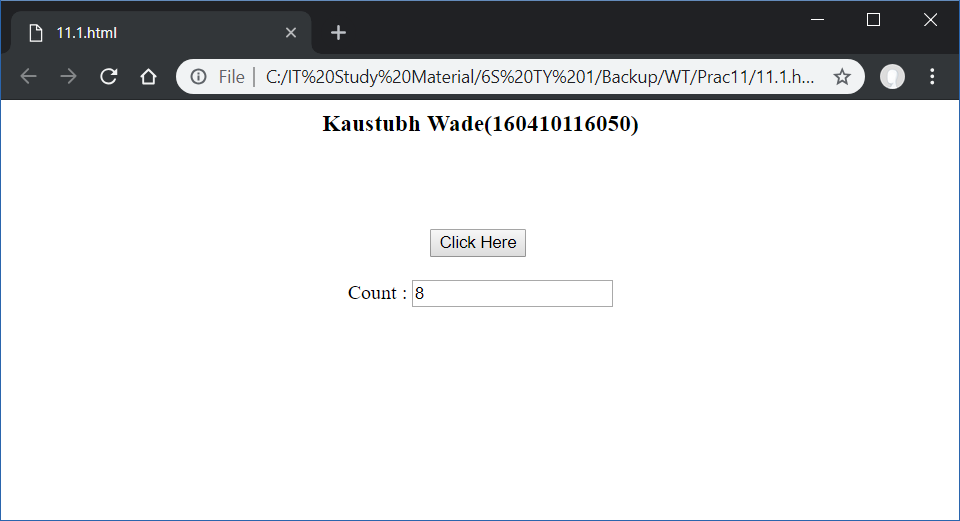 11.1.html
File | C:/IT%20Study%20Material/6S%20TY%201/Backup/WT/Prac11/11.1.h...
Kaustubh Wade(160410116050)
Click Here
Count : 8